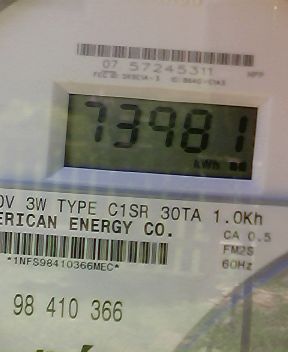 07 57245311
73981
kWh
0V 3W TYPE C1SR 30TA 1.0Kh
ERICAN ENERGY CO.
CA 0.5
FM2S
*1NFS98410366MEC*
60Hz
98 410 366